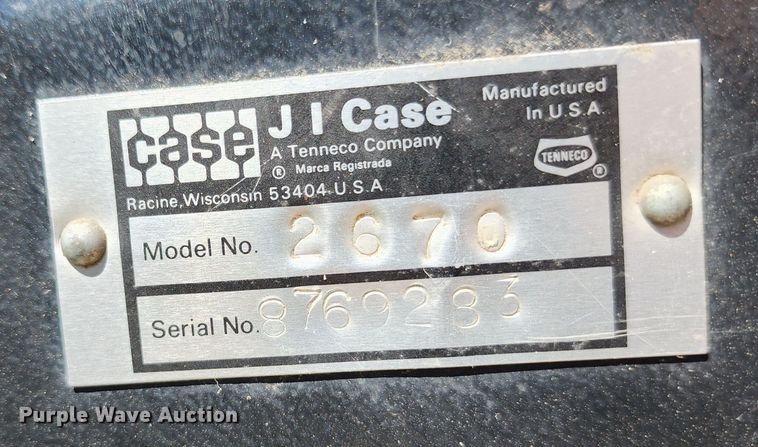 case
J I Case
A Tenneco Company
® Marca Registrada
Racine, Wisconsin 53404 U.S.A
Manufactured
In U.S.A.
TENNECO
Model No. 2670
Serial No. 8769283
Purple Wave Auction